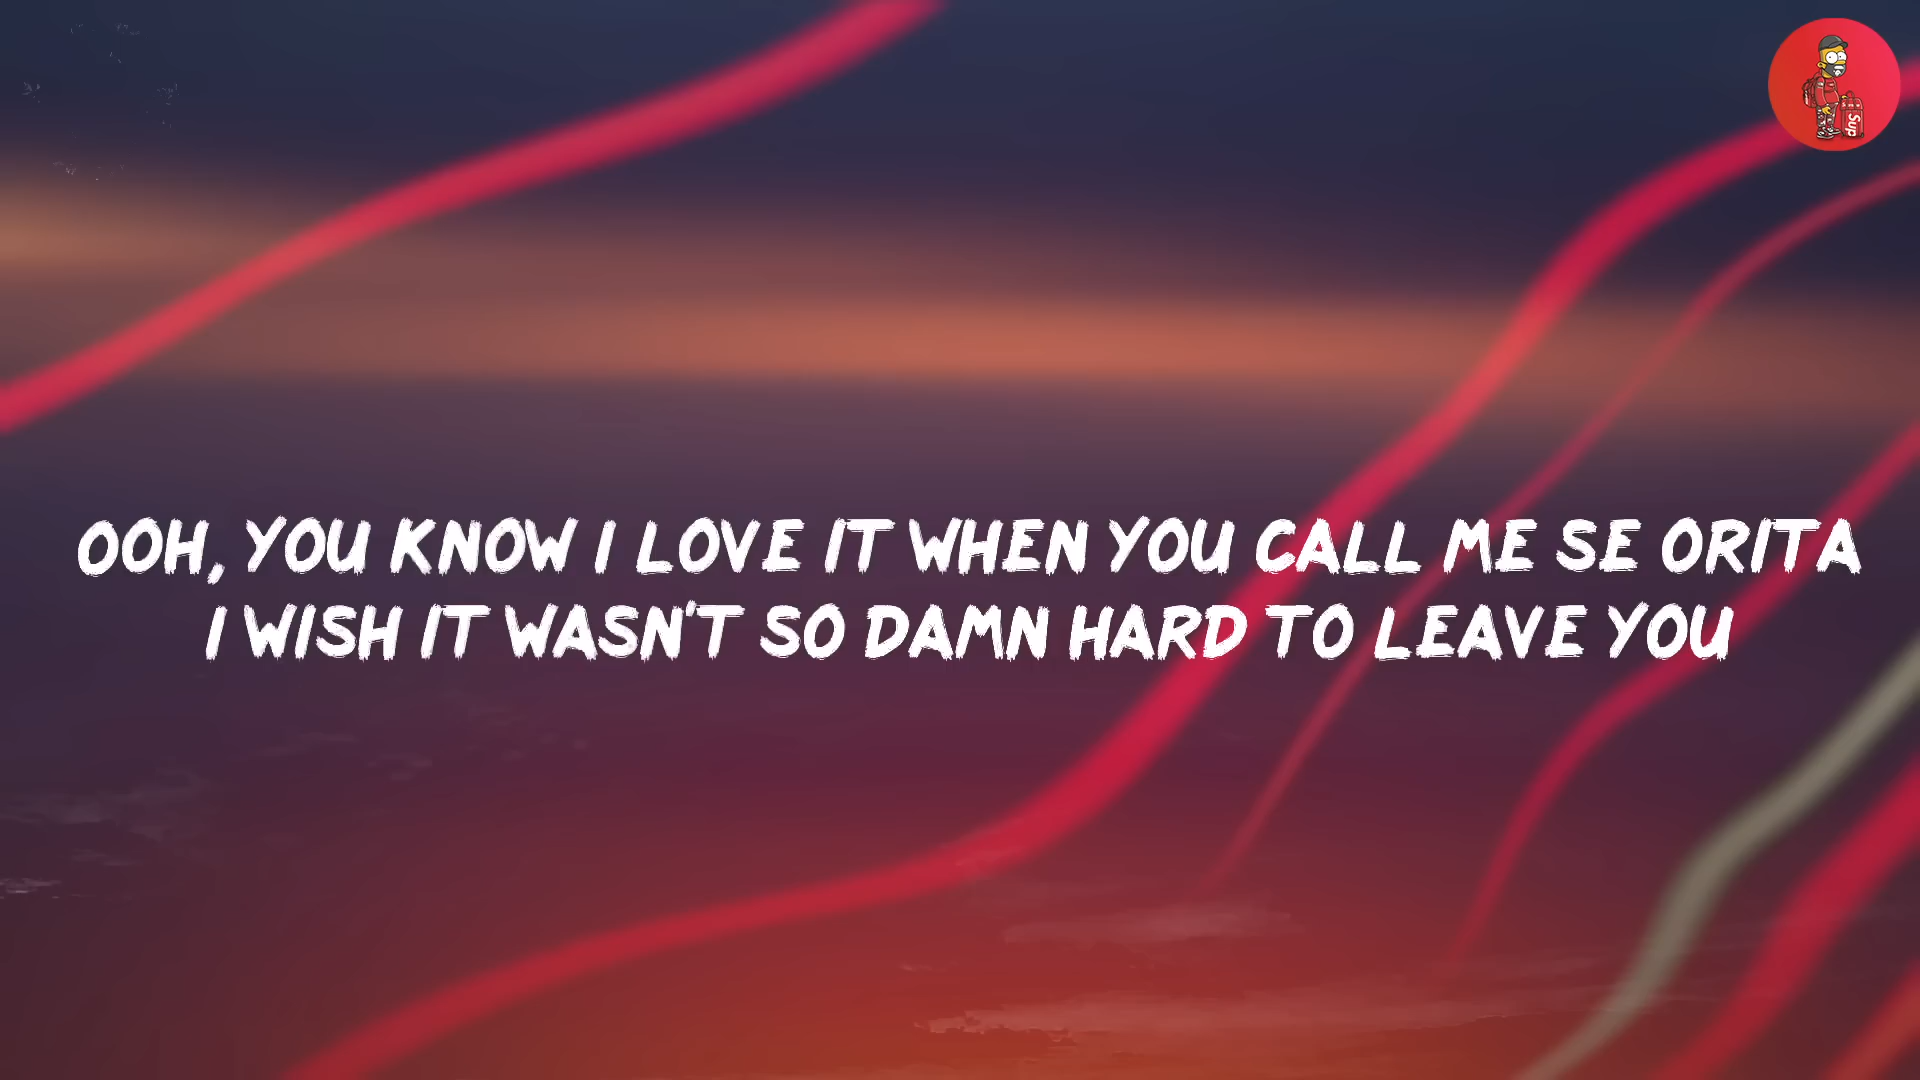 OOH, YOU KNOW I LOVE IT WHEN YOU CALL ME SE ORITA
I WISH IT WASN'T SO DAMN HARD TO LEAVE YOU
Sup